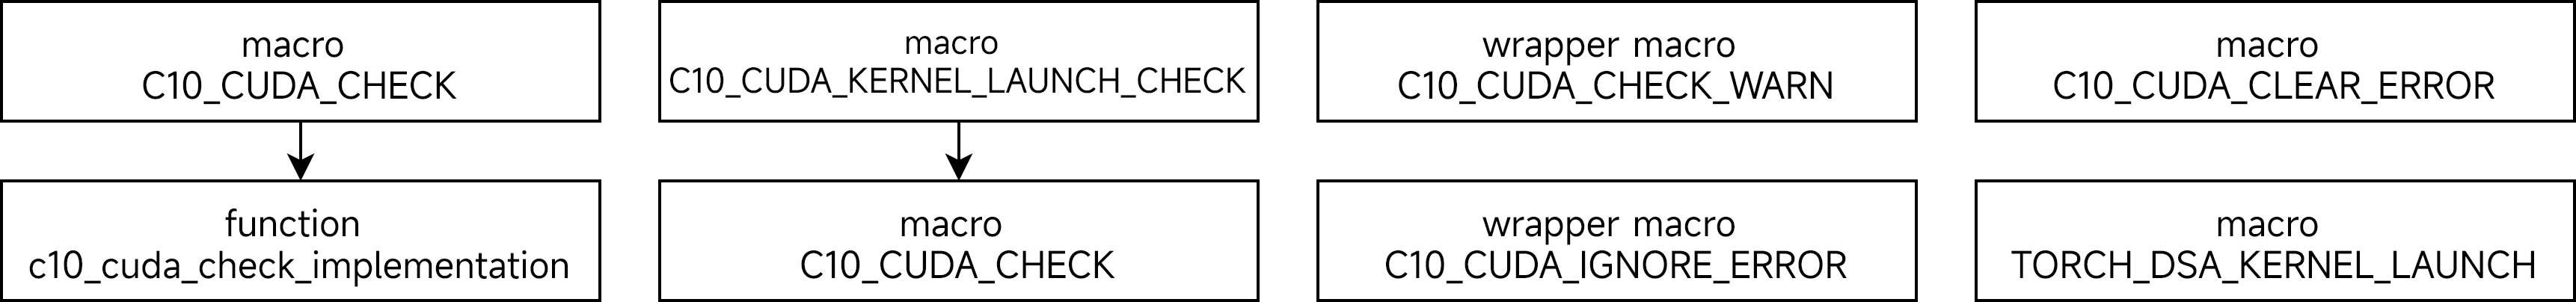 macro
C10_CUDA_CHECK
macro
C10_CUDA_KERNEL_LAUNCH_CHECK
wrapper macro
C10_CUDA_CHECK_WARN
macro
C10_CUDA_CLEAR_ERROR
function
c10_cuda_check_implementation
macro
C10_CUDA_CHECK
wrapper macro
C10_CUDA_IGNORE_ERROR
macro
TORCH_DSA_KERNEL_LAUNCH